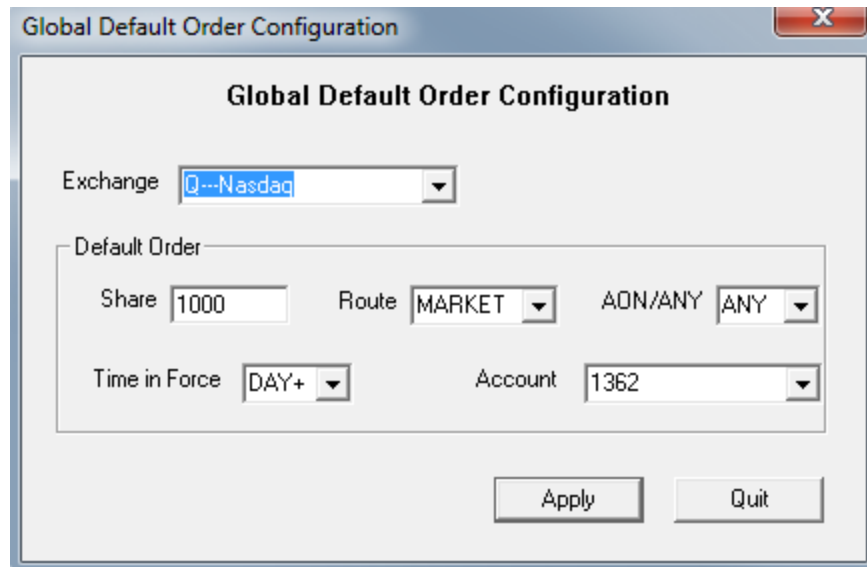 Global Default Order Configuration
Global Default Order Configuration
Exchange Q---Nasdaq
Default Order
Share 1000 Route MARKET AON/ANY ANY
Time in Force DAY+ Account 1362
Apply Quit